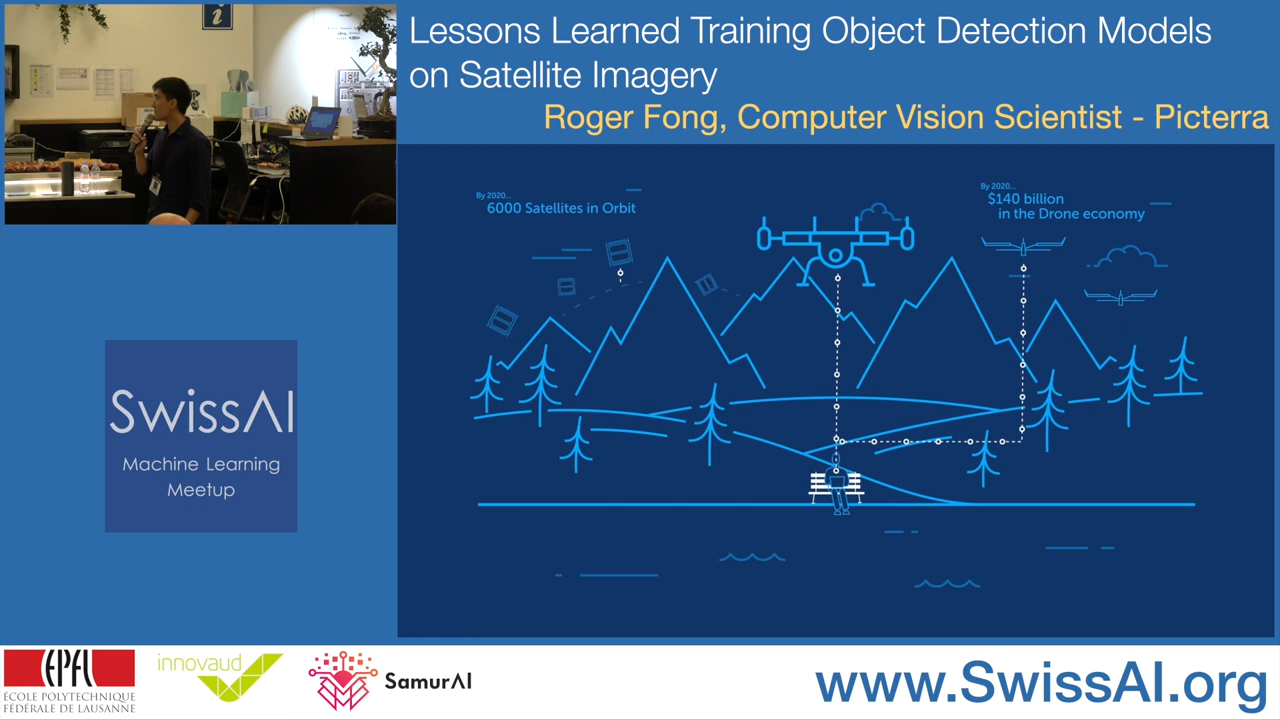 Lessons Learned Training Object Detection Models
on Satellite Imagery
Roger Fong, Computer Vision Scientist - Picterra
By 2020...
6000 Satellites in Orbit
By 2020...
$140 billion
in the Drone economy
SwissAI
Machine Learning
Meetup
EPFL
ÉCOLE POLYTECHNIQUE
FÉDÉRALE DE LAUSANNE
innovaud
SamurAI
www.SwissAI.org